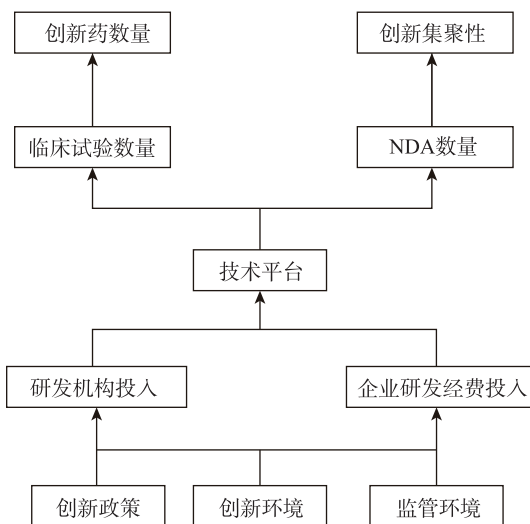 创新药数量
创新集聚性
临床试验数量
NDA数量
技术平台
研发机构投入
企业研发经费投入
创新政策
创新环境
监管环境